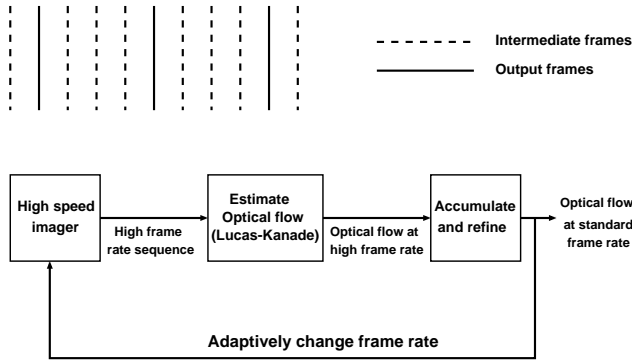 Intermediate frames
Output frames
High speed
imager
High frame
rate sequence
Estimate
Optical flow
(Lucas-Kanade)
Optical flow at
high frame rate
Accumulate
and refine
Optical flow
at standard
frame rate
Adaptively change frame rate